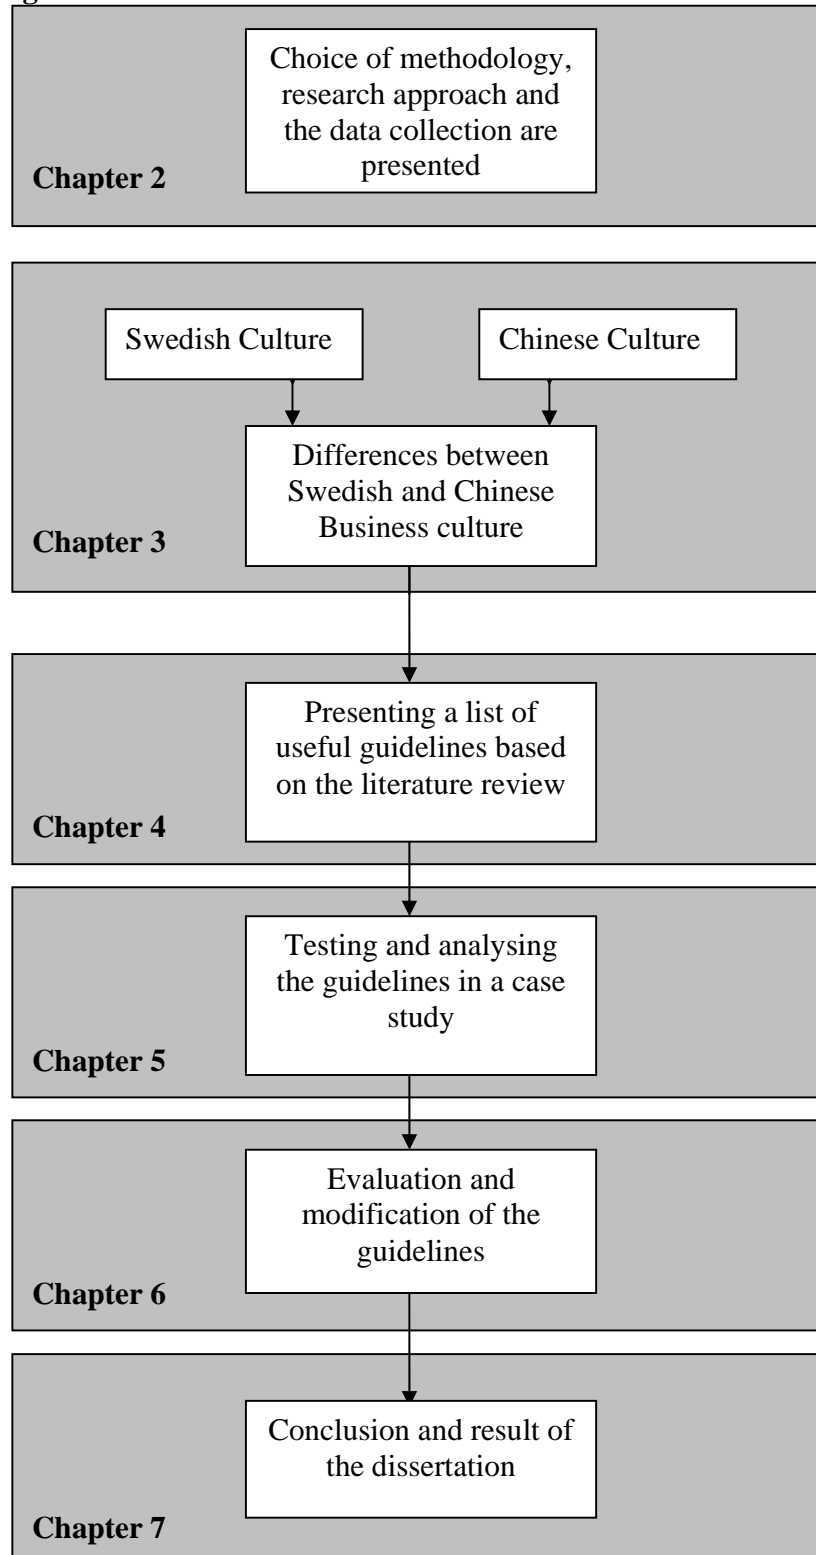 Choice of methodology,
research approach and
the data collection are
presented
Chapter 2
Swedish Culture
Chinese Culture
Differences between
Swedish and Chinese
Business culture
Chapter 3
Presenting a list of
useful guidelines based
on the literature review
Chapter 4
Testing and analysing
the guidelines in a case
study
Chapter 5
Evaluation and
modification of the
guidelines
Chapter 6
Conclusion and result of
the dissertation
Chapter 7